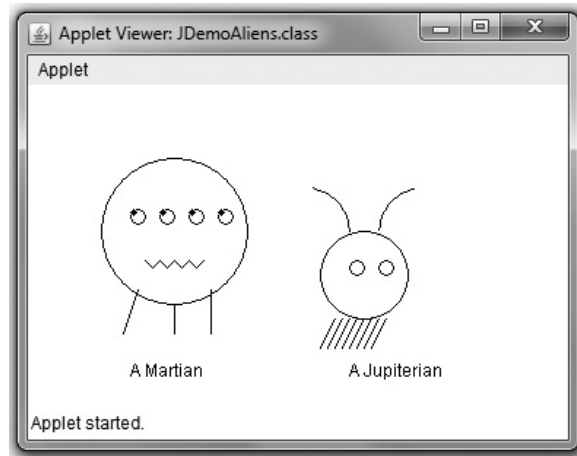 Applet Viewer: JDemoAliens.class
Applet
A Martian
A Jupiterian
Applet started.